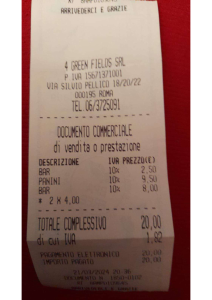 ARRIVEDERCI E GRAZIE
4 GREEN FIELDS SRL
P.IVA 15671371001
VIA SILVIO PELLICO 18/20/22
000195 ROMA
TEL. 06/3725091
DOCUMENTO COMMERCIALE
di vendita o prestazione
DESCRIZIONE IVA PREZZO(€)
BAR 10% 2,50
PANINI 10% 9,50
BAR 10% 8,00
# 2 X 4,00
TOTALE COMPLESSIVO 20,00
di cui IVA 1,82
PAGAMENTO ELETTRONICO 20,00
IMPORTO PAGATO 20,00